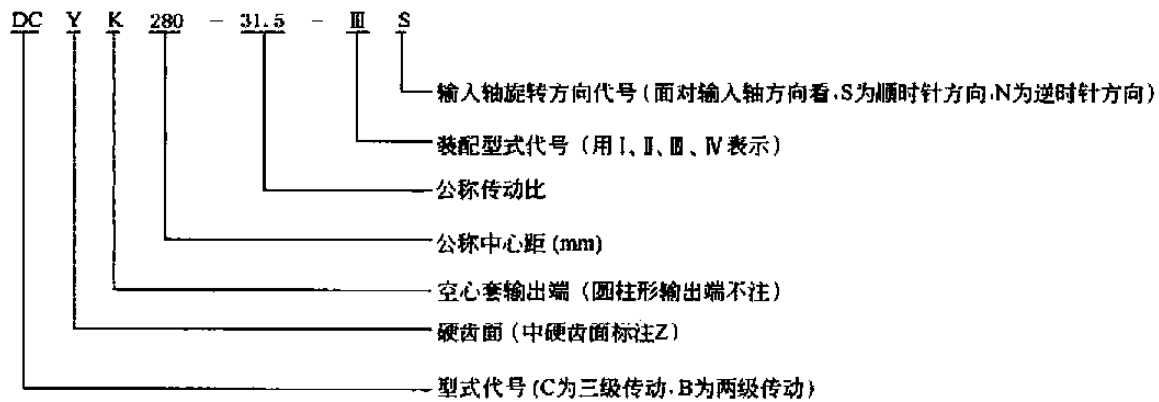 DC Y K 280 - 31.5 - Ⅲ S
输入轴旋转方向代号(面对输入轴方向看,S为顺时针方向,N为逆时针方向)
装配型式代号(用Ⅰ、Ⅱ、Ⅲ、Ⅳ表示)
公称传动比
公称中心距(mm)
空心套输出端(圆柱形输出端不注)
硬齿面(中硬齿面标注Z)
型式代号(C为三级传动,B为两级传动)